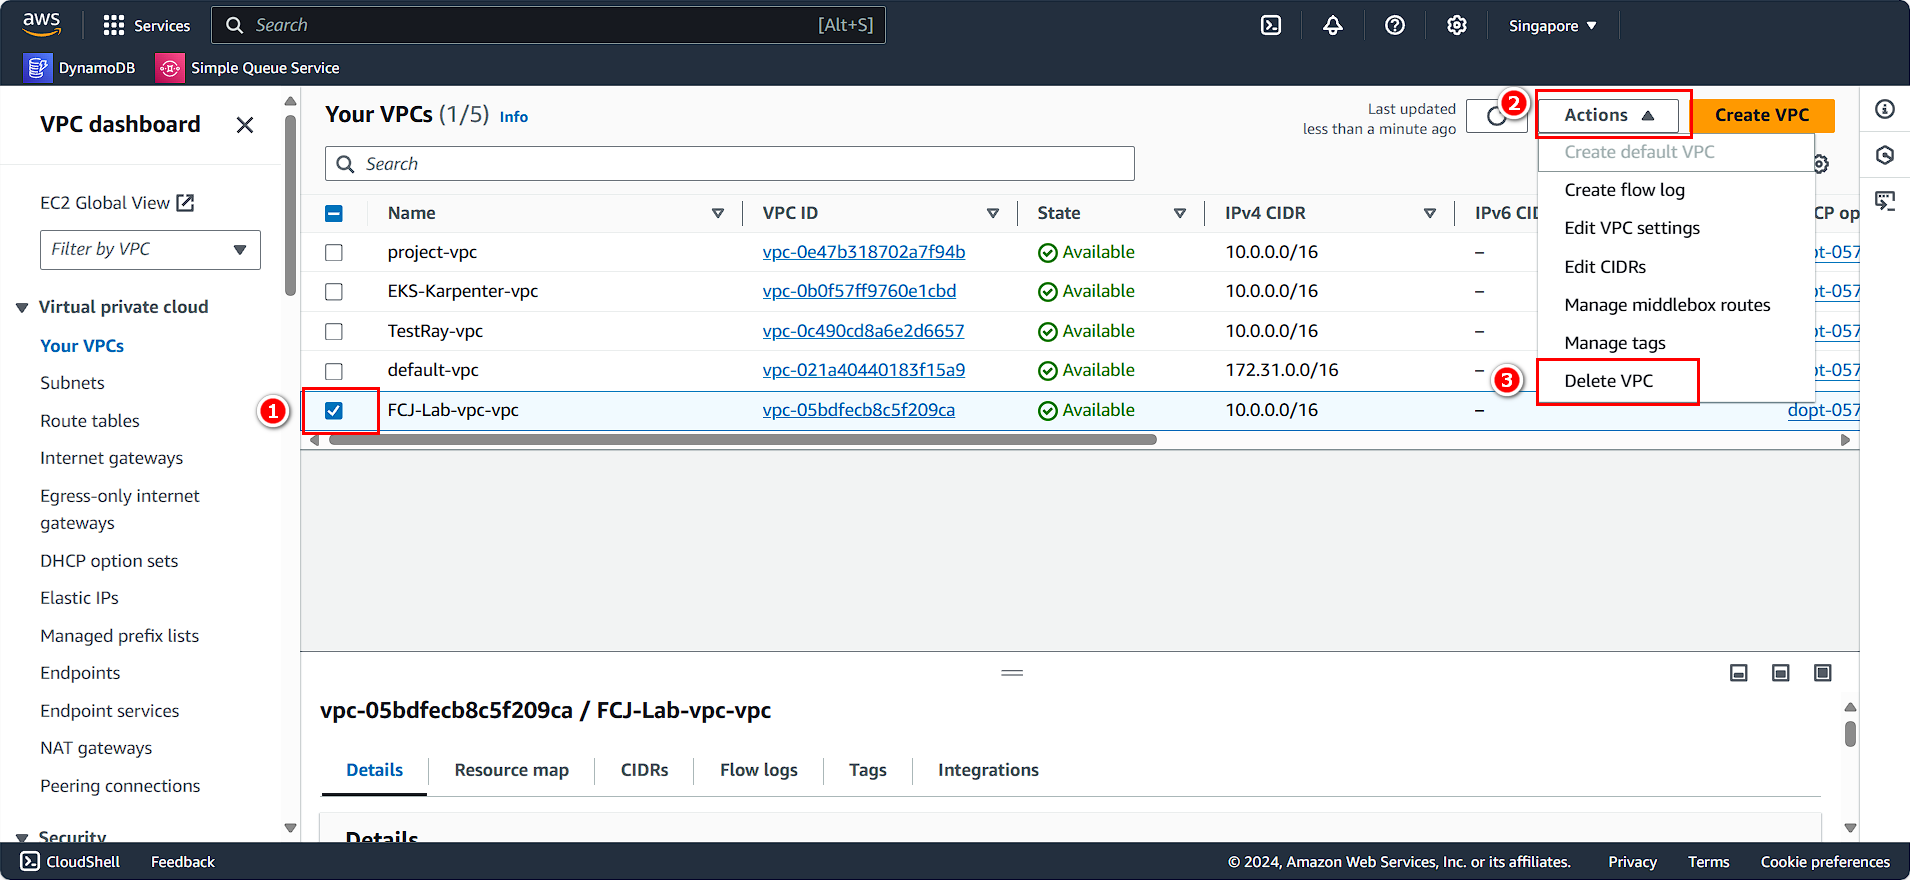 aws
Services
Search
[Alt+S]
Singapore
DynamoDB
Simple Queue Service
VPC dashboard
EC2 Global View
Filter by VPC
Virtual private cloud
Your VPCs
Subnets
Route tables
Internet gateways
Egress-only internet
gateways
DHCP option sets
Elastic IPs
Managed prefix lists
Endpoints
Endpoint services
NAT gateways
Peering connections
Security
Your VPCs (1/5) Info
Last updated
less than a minute ago
2
Actions
Create VPC
Search
Create default VPC
Create flow log
Edit VPC settings
Edit CIDRs
Manage middlebox routes
Manage tags
3
Delete VPC
Name VPC ID State IPv4 CIDR IPv6 CID CP op
project-vpc vpc-0e47b318702a7f94b Available 10.0.0.0/16 – pt-057
EKS-Karpenter-vpc vpc-0b0f57ff9760e1cbd Available 10.0.0.0/16 – pt-057
TestRay-vpc vpc-0c490cd8a6e2d6657 Available 10.0.0.0/16 pt-057
default-vpc vpc-021a40440183f15a9 Available 172.31.0.0/16 – pt-057
1
FCJ-Lab-vpc-vpc vpc-05bdfecb8c5f209ca Available 10.0.0.0/16 – dopt-057
vpc-05bdfecb8c5f209ca / FCJ-Lab-vpc-vpc
Details Resource map CIDRs Flow logs Tags Integrations
Details
CloudShell Feedback © 2024, Amazon Web Services, Inc. or its affiliates. Privacy Terms Cookie preferences